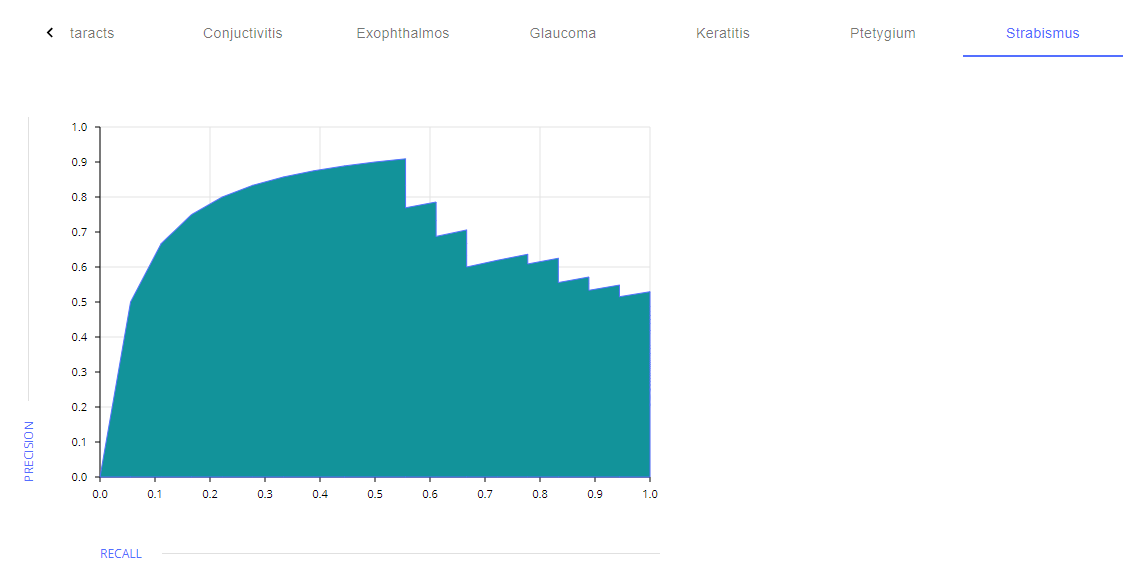 taracts Conjuctivitis Exophthalmos Glaucoma Keratitis Ptetygium Strabismus
1.0
0.9
0.8
0.7
0.6
0.5
0.4
0.3
0.2
0.1
0.0
PRECISION
0.0 0.1 0.2 0.3 0.4 0.5 0.6 0.7 0.8 0.9 1.0
RECALL